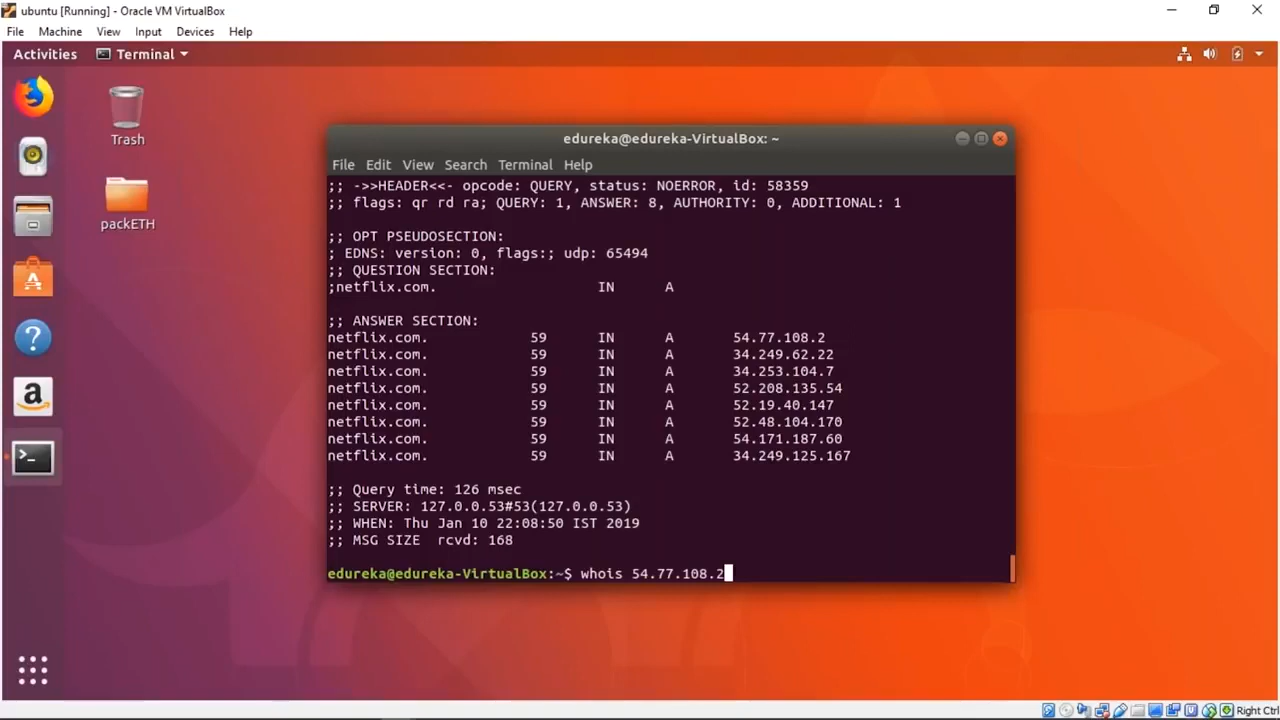 ubuntu [Running] - Oracle VM VirtualBox
File Machine View Input Devices Help
Activities Terminal
Trash
packETH
edureka@edureka-VirtualBox: ~
File Edit View Search Terminal Help
;; ->>HEADER<<- opcode: QUERY, status: NOERROR, id: 58359
;; flags: qr rd ra; QUERY: 1, ANSWER: 8, AUTHORITY: 0, ADDITIONAL: 1
;; OPT PSEUDOSECTION:
; EDNS: version: 0, flags:; udp: 65494
;; QUESTION SECTION:
;netflix.com. IN A
;; ANSWER SECTION:
netflix.com. 59 IN A 54.77.108.2
netflix.com. 59 IN A 34.249.62.22
netflix.com. 59 IN A 34.253.104.7
netflix.com. 59 IN A 52.208.135.54
netflix.com. 59 IN A 52.19.40.147
netflix.com. 59 IN A 52.48.104.170
netflix.com. 59 IN A 54.171.187.60
netflix.com. 59 IN A 34.249.125.167
;; Query time: 126 msec
;; SERVER: 127.0.0.53#53(127.0.0.53)
;; WHEN: Thu Jan 10 22:08:50 IST 2019
;; MSG SIZE rcvd: 168
edureka@edureka-VirtualBox:~$ whois 54.77.108.2
Right Ctrl